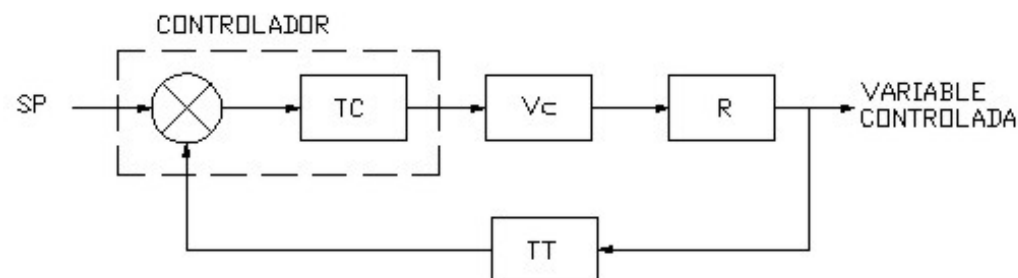 CONTROLADOR
SP
TC
Vc
R
VARIABLE
CONTROLADA
TT